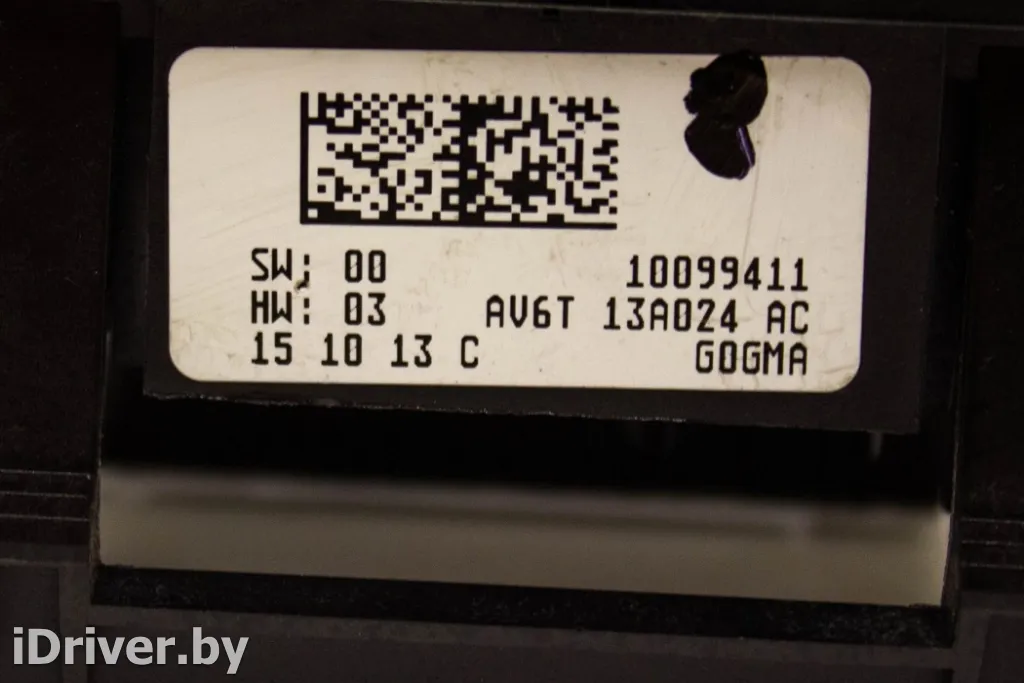 SW: 00 10099411
HW: 03 AV6T 13A024 AC
15 10 13 C GOGMA
iDriver.by